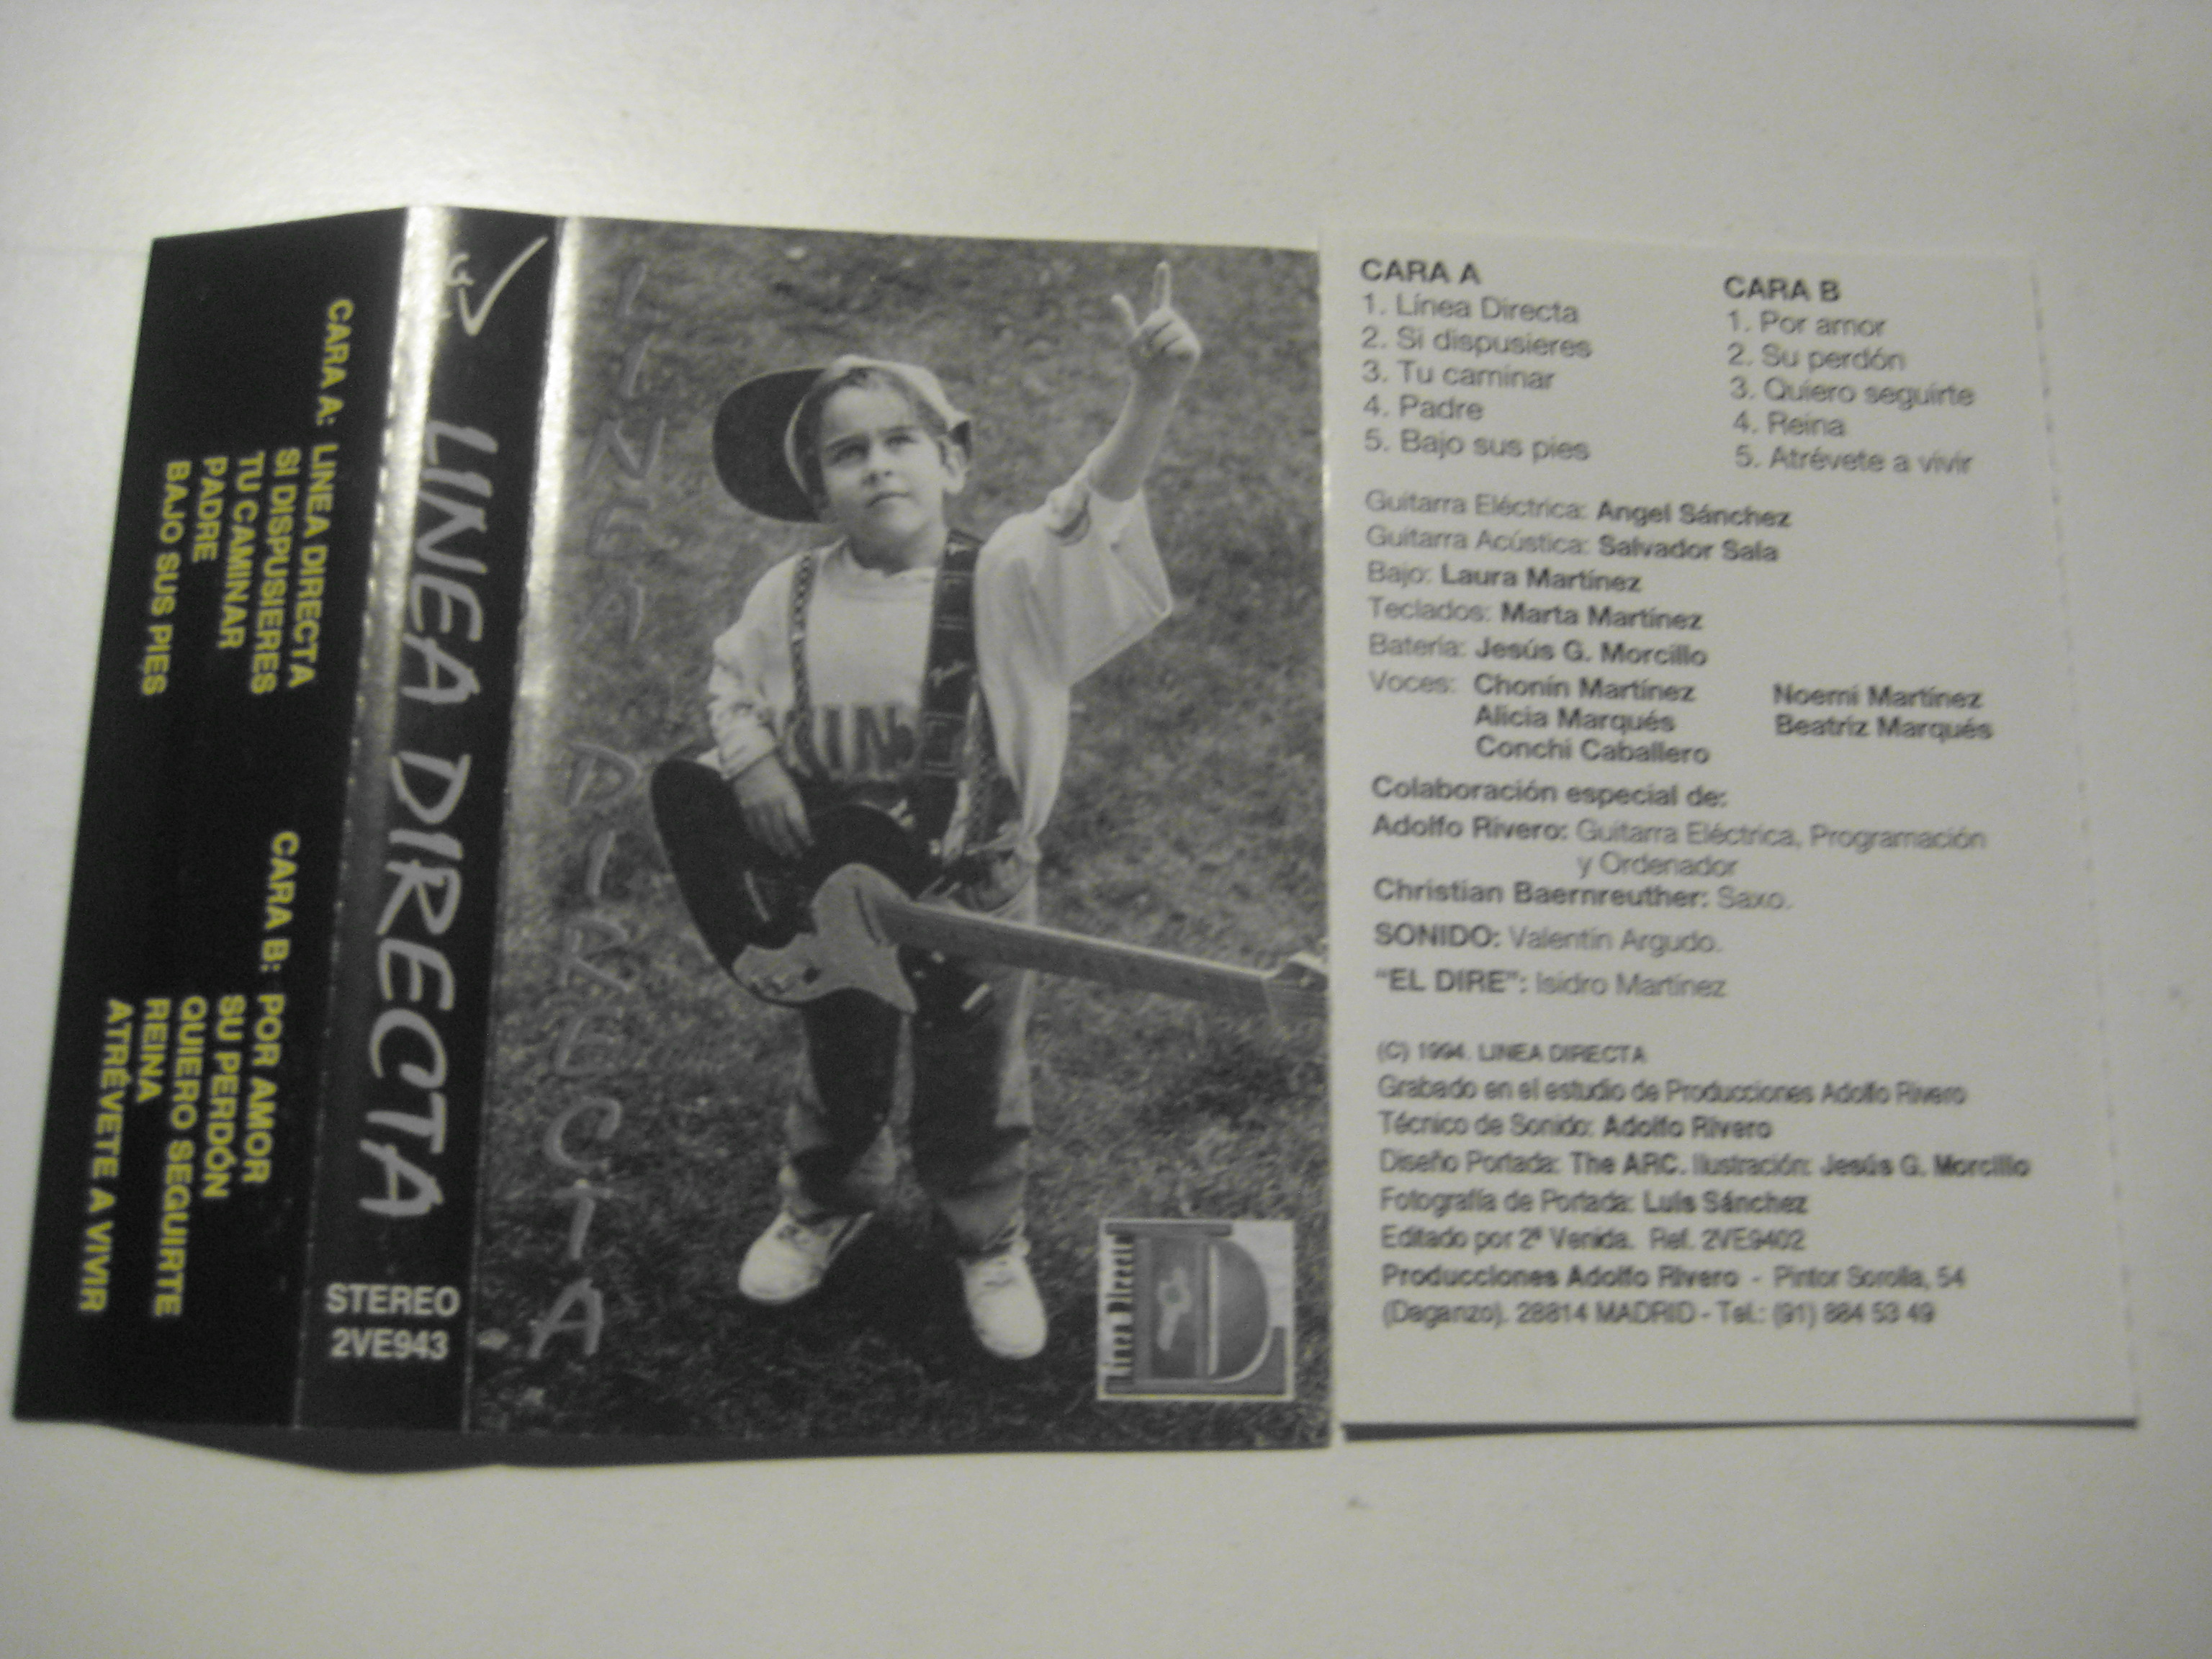 CARA A: LINEA DIRECTA
SI DISPUSIERES
TU CAMINAR
PADRE
BAJO SUS PIES
CARA B: POR AMOR
SU PERDÓN
QUIERO SEGUIRTE
REINA
ATRÉVETE A VIVIR
LINEA DIRECTA
STEREO
2VE943
LINEA DIRECTA
Línea Directa
CARA A
1. Línea Directa
2. Si dispusieres
3. Tu caminar
4. Padre
5. Bajo sus pies
CARA B
1. Por amor
2. Su perdón
3. Quiero seguirte
4. Reina
5. Atrévete a vivir
Guitarra Eléctrica: Angel Sánchez
Guitarra Acústica: Salvador Sala
Bajo: Laura Martínez
Teclados: Marta Martínez
Batería: Jesús G. Morcillo
Voces: Chonín Martínez Noemí Martínez
Alicia Marqués Beatriz Marqués
Conchi Caballero
Colaboración especial de:
Adolfo Rivero: Guitarra Eléctrica, Programación
y Ordenador
Christian Baernreuther: Saxo.
SONIDO: Valentín Argudo.
“EL DIRE”: Isidro Martínez
(C) 1994. LINEA DIRECTA
Grabado en el estudio de Producciones Adolfo Rivero
Técnico de Sonido: Adolfo Rivero
Diseño Portada: The ARC. Ilustración: Jesús G. Morcillo
Fotografía de Portada: Luis Sánchez
Editado por 2ª Venida. Ref. 2VE9402
Producciones Adolfo Rivero - Pintor Sorolla, 54
(Daganzo). 28814 MADRID - Tel.: (91) 884 53 49